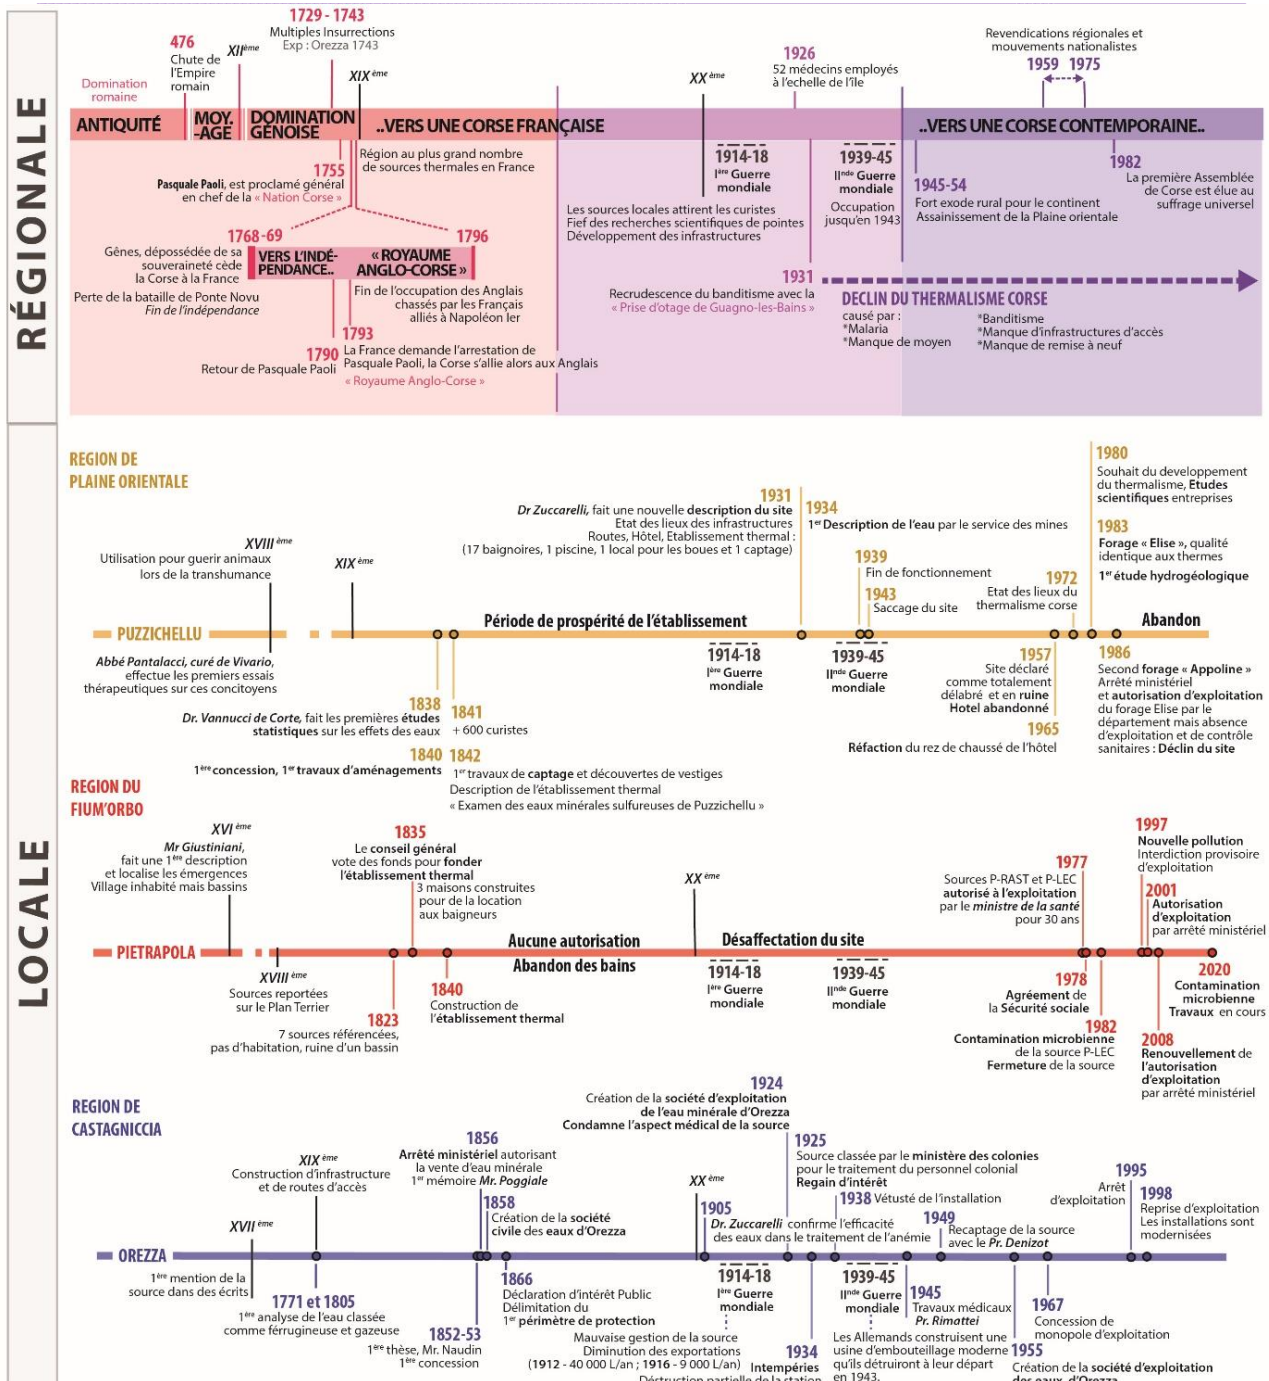 RÉGIONALE
1729 - 1743
Multiples Insurrections
Exp : Orezza 1743
476
Chute de
l'Empire
romain
XIIème
XIX ème
Domination
romaine
XX ème
1926
52 médecins employés
à l'echelle de l'île
Revendications régionales et
mouvements nationalistes
1959
1975
ANTIQUITÉ
MOY.
-AGE
DOMINATION
GÉNOISE
..VERS UNE CORSE FRANÇAISE
..VERS UNE CORSE CONTEMPORAINE..
1755
Pasquale Paoli, est proclamé général
en chef de la « Nation Corse »
Région au plus grand nombre
de sources thermales en France
1914-18
Ière Guerre
mondiale
1939-45
IInde Guerre
mondiale
Occupation
jusqu'en 1943
1945-54
Fort exode rural pour le continent
Assainissement de la Plaine orientale
1982
La première Assemblée
de Corse est élue au
suffrage universel
Les sources locales attirent les curistes
Fief des recherches scientifiques de pointes
Développement des infrastructures
1768-69
Gênes, dépossédée de sa
souveraineté cède
la Corse à la France
Perte de la bataille de Ponte Novu
Fin de l'indépendance
VERS L'INDÉ-
PENDANCE..
« ROYAUME
ANGLO-CORSE »
1796
Fin de l'occupation des Anglais
chassés par les Français
alliés à Napoléon Ier
1793
La France demande l'arrestation de
Pasquale Paoli, la Corse s'allie alors aux Anglais
« Royaume Anglo-Corse »
1790
Retour de Pasquale Paoli
1931
Recrudescence du banditisme avec la
« Prise d'otage de Guagno-les-Bains »
DECLIN DU THERMALISME CORSE
causé par :
*Malaria
*Manque de moyen
*Banditisme
*Manque d'infrastructures d'accès
*Manque de remise à neuf
LOCALE
REGION DE
PLAINE ORIENTALE
XVIII ème
Utilisation pour guerir animaux
lors de la transhumance
XIX ème
1931
Dr Zuccarelli, fait une nouvelle description du site
Etat des lieux des infrastructures
Routes, Hôtel, Etablissement thermal :
(17 baignoires, 1 piscine, 1 local pour les boues et 1 captage)
1934
1er Description de l'eau par le service des mines
1939
Fin de fonctionnement
1943
Saccage du site
1972
Etat des lieux du
thermalisme corse
1980
Souhait du developpement
du thermalisme, Etudes
scientifiques entreprises
1983
Forage « Elise », qualité
identique aux thermes
1er étude hydrogéologique
PUZZICHELLU
Période de prospérité de l'établissement
Abandon
Abbé Pantalacci, curé de Vivario,
effectue les premiers essais
thérapeutiques sur ces concitoyens
1914-18
Ière Guerre
mondiale
1939-45
IInde Guerre
mondiale
1838
Dr. Vannucci de Corte, fait les premières études
statistiques sur les effets des eaux
1841
+ 600 curistes
1840
1ère concession, 1er travaux d'aménagements
1842
1er travaux de captage et découvertes de vestiges
Description de l'établissement thermal
« Examen des eaux minérales sulfureuses de Puzzichellu »
1957
Site déclaré
comme totalement
délabré et en ruine
Hotel abandonné
1965
Réfaction du rez de chaussé de l'hôtel
1986
Second forage « Appoline »
Arrêté ministériel
et autorisation d'exploitation
du forage Elise par le
département mais absence
d'exploitation et de contrôle
sanitaires : Déclin du site
REGION DU
FIUM'ORBO
XVI ème
Mr Giustiniani,
fait une 1ère description
et localise les émergences
Village inhabité mais bassins
1835
Le conseil général
vote des fonds pour fonder
l'établissement thermal
3 maisons construites
pour de la location
aux baigneurs
XX ème
1977
Sources P-RAST et P-LEC
autorisé à l'exploitation
par le ministre de la santé
pour 30 ans
1997
Nouvelle pollution
Interdiction provisoire
d'exploitation
2001
Autorisation
d'exploitation
par arrêté ministériel
PIETRAPOLA
Aucune autorisation
Abandon des bains
Désaffectation du site
XVIII ème
Sources reportées
sur le Plan Terrier
1823
7 sources référencées,
pas d'habitation, ruine d'un bassin
1840
Construction de
l'établissement thermal
1914-18
Ière Guerre
mondiale
1939-45
IInde Guerre
mondiale
1978
Agréement de
la Sécurité sociale
1982
Contamination microbienne
de la source P-LEC
Fermeture de la source
2020
Contamination
microbienne
Travaux en cours
2008
Renouvellement de
l'autorisation
d'exploitation
par arrêté ministériel
REGION DE
CASTAGNICCIA
1924
Création de la société d'exploitation
de l'eau minérale d'Orezza
Condamne l'aspect médical de la source
XIX ème
Construction d'infrastructure
et de routes d'accès
XVII ème
1856
Arrêté ministériel autorisant
la vente d'eau minérale
1er mémoire Mr. Poggiale
1858
Création de la société
civile des eaux d'Orezza
XX ème
1905
Dr. Zuccarelli confirme l'efficacité
des eaux dans le traitement de l'anémie
1925
Source classée par le ministère des colonies
pour le traitement du personnel colonial
Regain d'intérêt
1938 Vétusté de l'installation
1949
Recaptage de la source
avec le Pr. Denizot
1995
Arrêt
d'exploitation
1998
Reprise d'exploitation
Les installations sont
modernisées
OREZZA
1ère mention de la
source dans des écrits
1771 et 1805
1ère analyse de l'eau classée
comme férrugineuse et gazeuse
1852-53
1ère thèse, Mr. Naudin
1ère concession
1866
Déclaration d'intérêt Public
Délimitation du
1er périmètre de protection
1914-18
Ière Guerre
mondiale
Mauvaise gestion de la source
Diminution des exportations
(1912 - 40 000 L/an ; 1916 - 9 000 L/an)
1934
Intempéries
Déstruction partielle de la station
1939-45
IInde Guerre
mondiale
Les Allemands construisent une
usine d'embouteillage moderne
qu'ils détruiront à leur départ
en 1943.
1945
Travaux médicaux
Pr. Rimattei
1955
Création de la société d'exploitation
des eaux d'Orezza
1967
Concession de
monopole d'exploitation